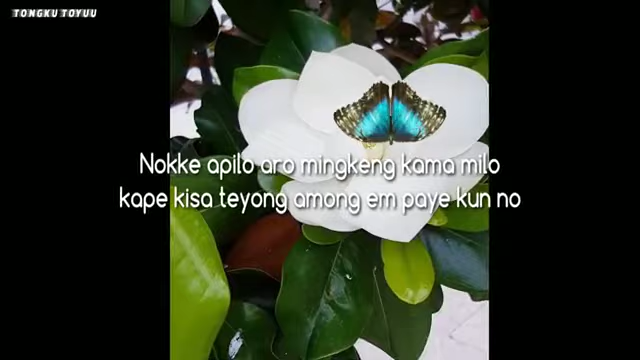 TONGKU TOYUU
Nokke apilo aro mingkeng kama milo
kape kisa teyong among em paye kun no